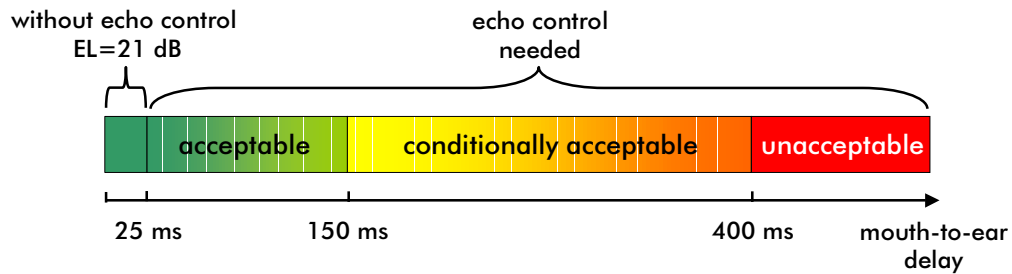 without echo control
EL=21 dB
echo control
needed
acceptable
conditionally acceptable
unacceptable
25 ms
150 ms
400 ms
mouth-to-ear
delay